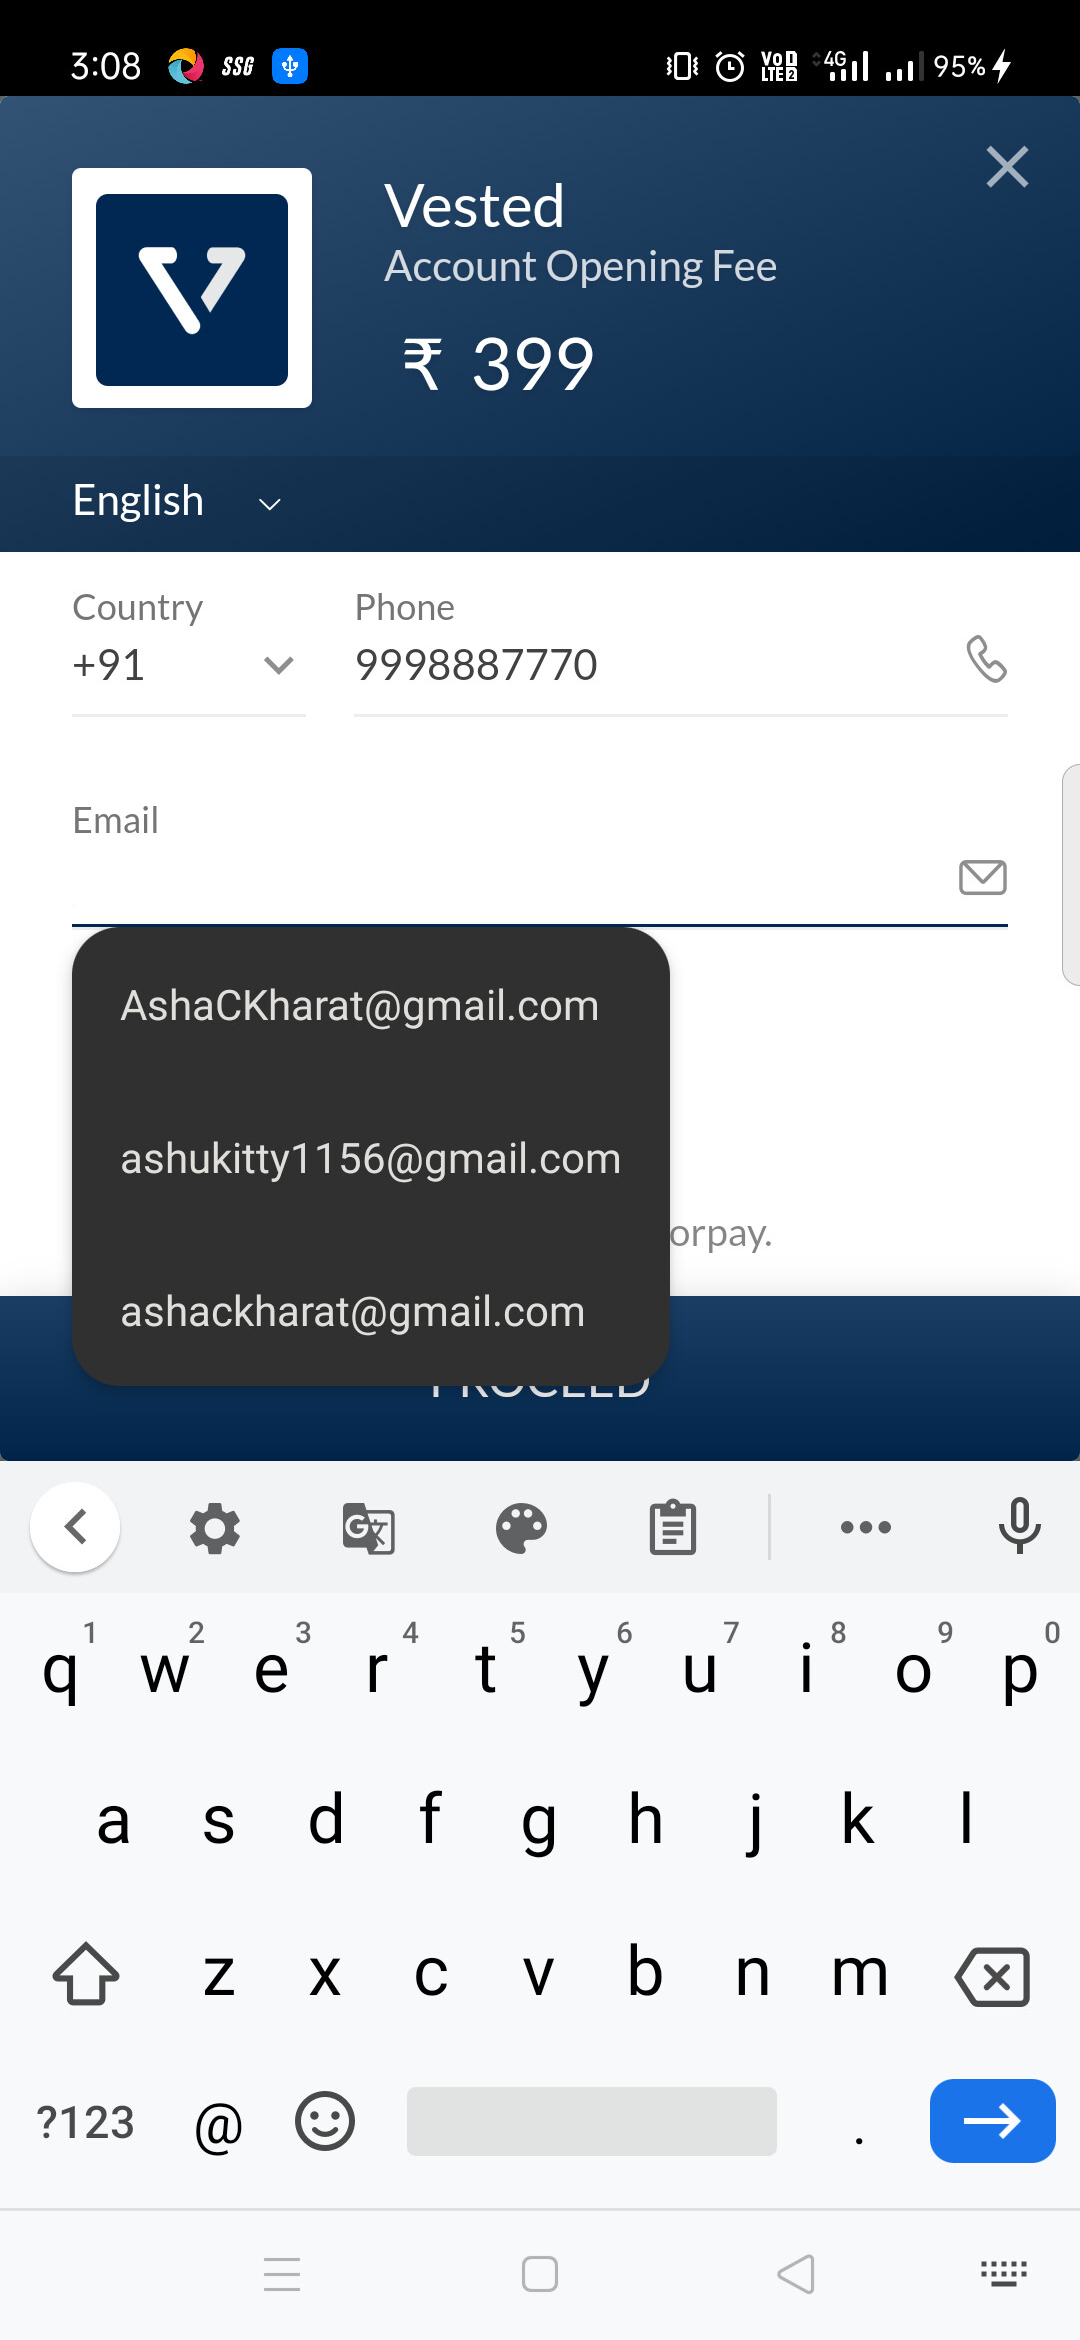 3:08 SSG VoD LTE2 4G 95%
Vested
Account Opening Fee
₹ 399
English
Country Phone
+91 9998887770
Email
AshaCKharat@gmail.com
ashukitty1156@gmail.com
orpay.
ashackharat@gmail.com
PROCEED
1 2 3 4 5 6 7 8 9 0
q w e r t y u i o p
a s d f g h j k l
z x c v b n m
?123 @ .